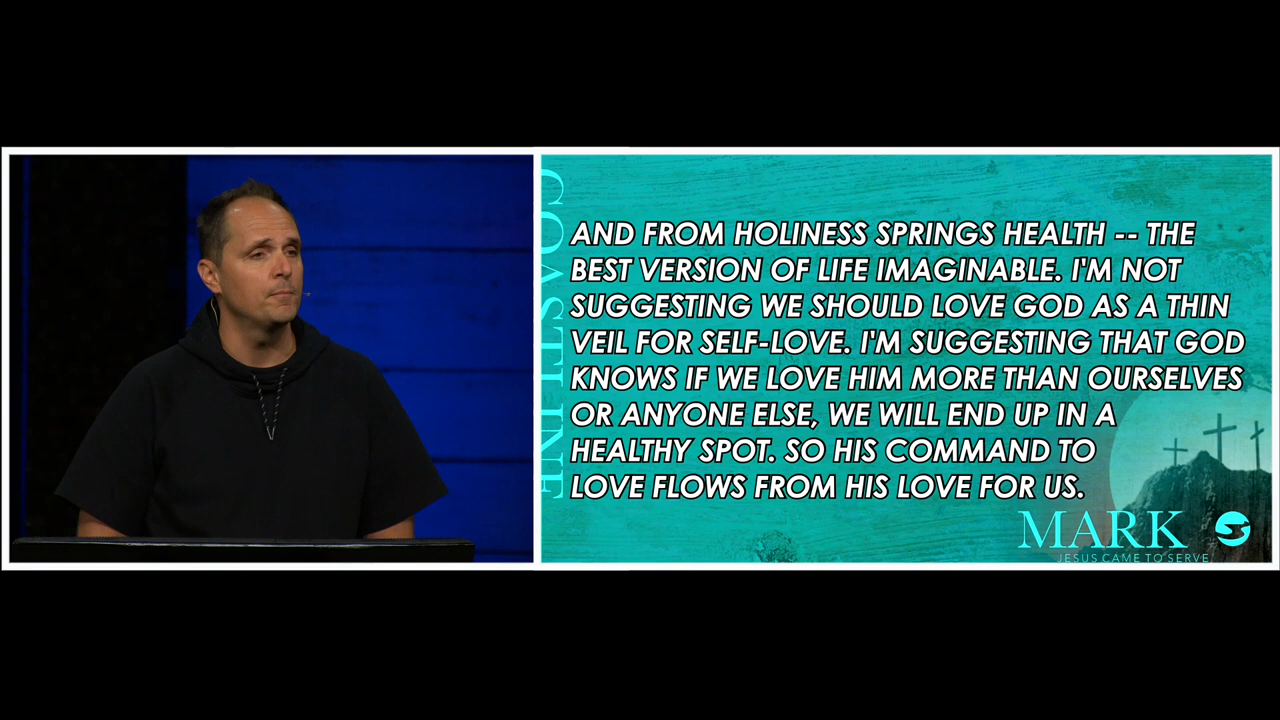 COASTLINE
AND FROM HOLINESS SPRINGS HEALTH -- THE
BEST VERSION OF LIFE IMAGINABLE. I'M NOT
SUGGESTING WE SHOULD LOVE GOD AS A THIN
VEIL FOR SELF-LOVE. I'M SUGGESTING THAT GOD
KNOWS IF WE LOVE HIM MORE THAN OURSELVES
OR ANYONE ELSE, WE WILL END UP IN A
HEALTHY SPOT. SO HIS COMMAND TO
LOVE FLOWS FROM HIS LOVE FOR US.
MARK
JESUS CAME TO SERVE